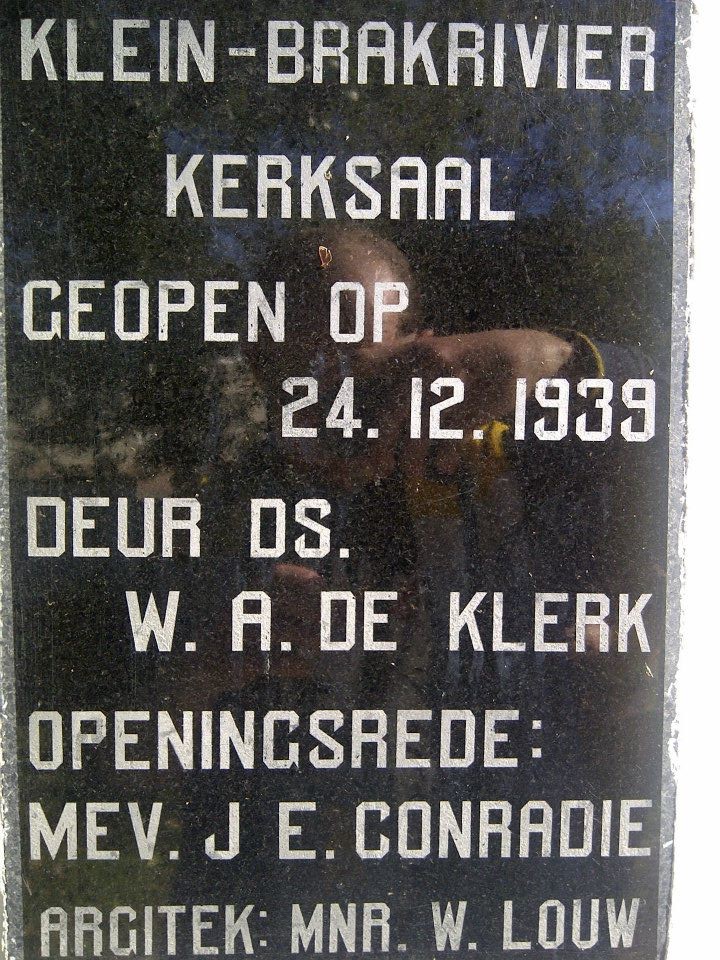 KLEIN-BRAKRIVIER
KERKSAAL
GEOPEN OP
24.12.1939
DEUR DS.
W. A. DE KLERK
OPENINGSREDE:
MEV. J E. CONRADIE
ARGITEK: MNR. W. LOUW